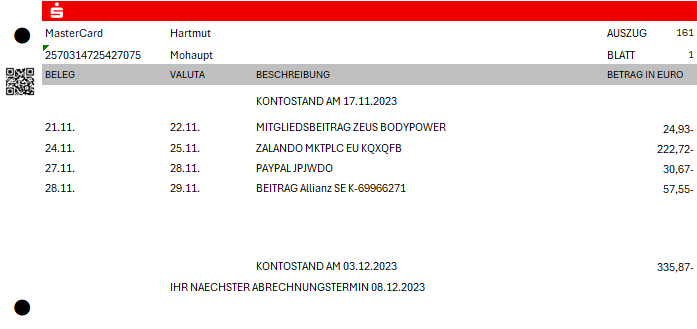 MasterCard Hartmut AUSZUG 161
2570314725427075 Mohaupt BLATT 1
BELEG VALUTA BESCHREIBUNG BETRAG IN EURO
KONTOSTAND AM 17.11.2023
21.11. 22.11. MITGLIEDSBEITRAG ZEUS BODYPOWER 24,93-
24.11. 25.11. ZALANDO MKTPLC EU KQXQFB 222,72-
27.11. 28.11. PAYPAL JPJWDO 30,67-
28.11. 29.11. BEITRAG Allianz SE K-69966271 57,55-
KONTOSTAND AM 03.12.2023 335,87-
IHR NAECHSTER ABRECHNUNGSTERMIN 08.12.2023